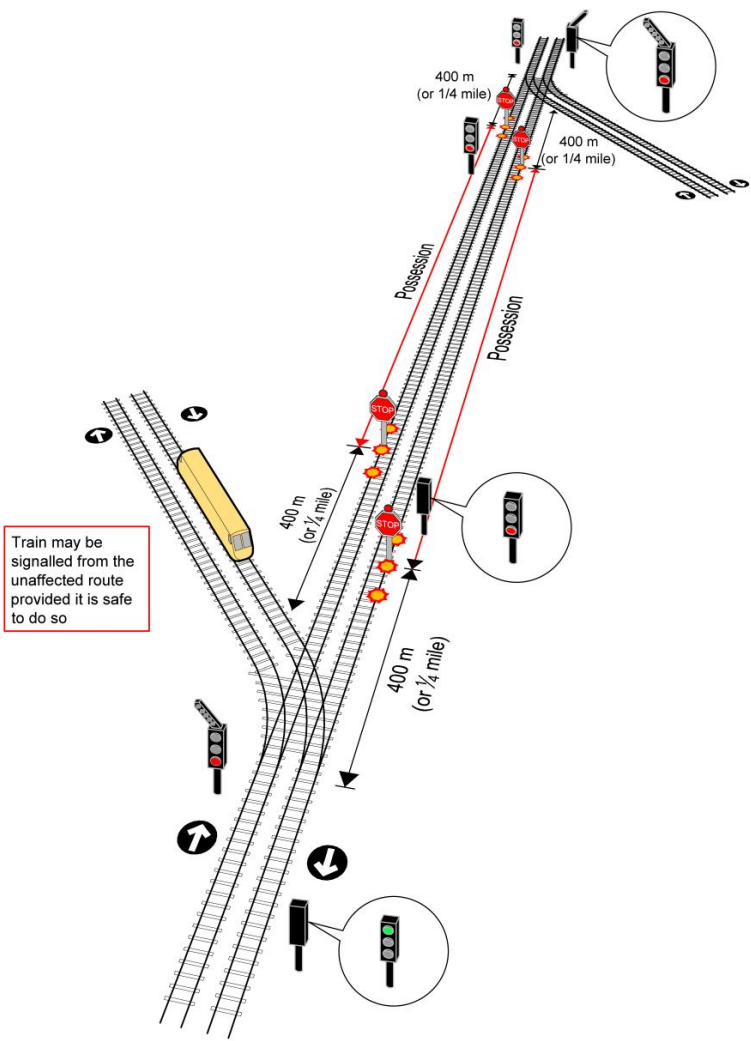 400 m
(or 1/4 mile)
STOP
STOP
400 m
(or 1/4 mile)
Possession
Possession
STOP
400 m
(or ¼ mile)
STOP
Train may be
signalled from the
unaffected route
provided it is safe
to do so
400 m
(or ¼ mile)